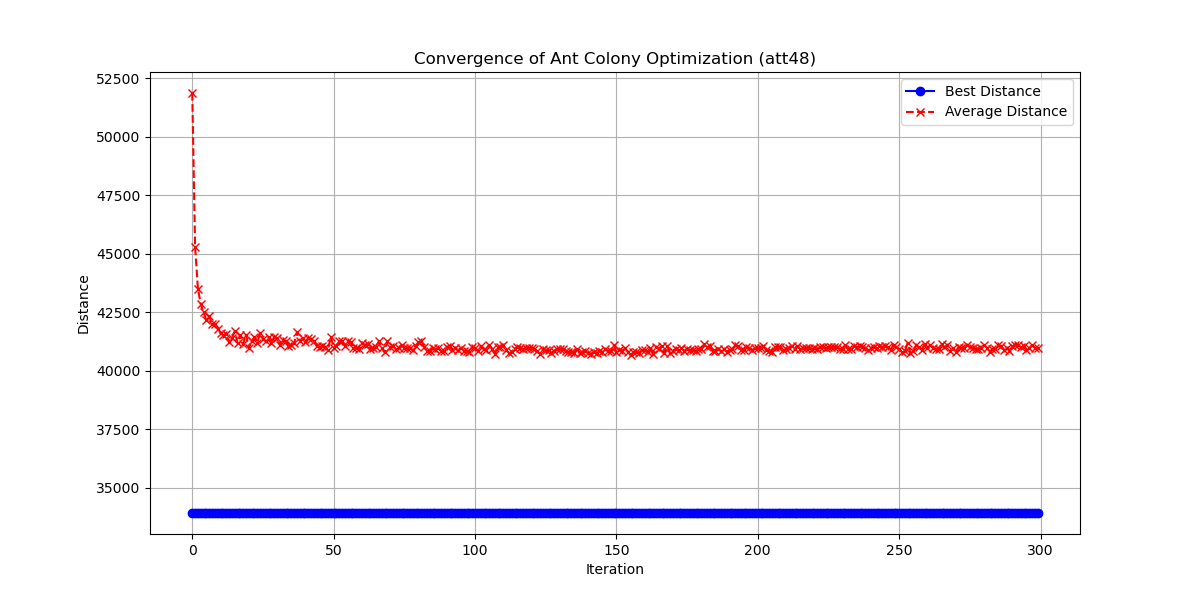 Convergence of Ant Colony Optimization (att48)
52500
50000
47500
45000
42500
40000
37500
35000
Distance
Best Distance
Average Distance
0 50 100 150 200 250 300
Iteration